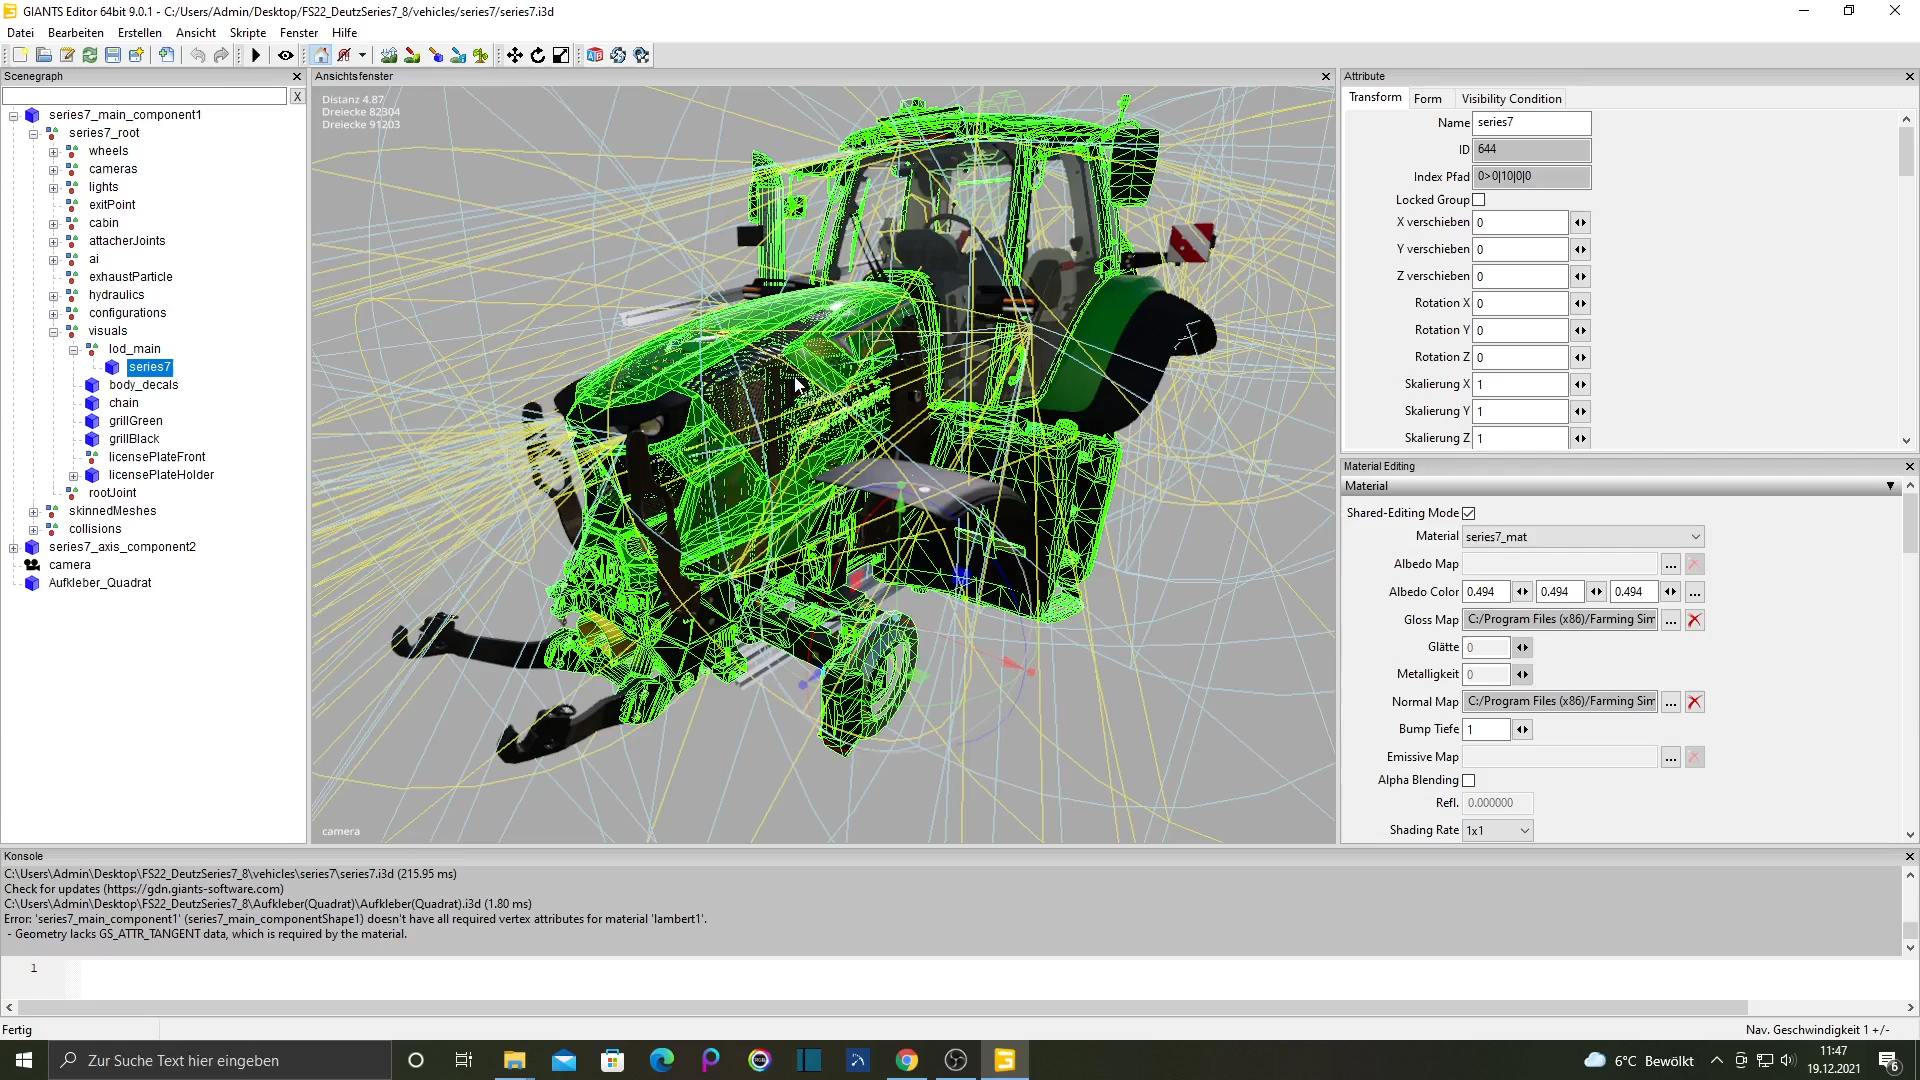 GIANTS Editor 64bit 9.0.1 - C:/Users/Admin/Desktop/FS22_DeutzSeries7_8/vehicles/series7/series7.i3d
Datei Bearbeiten Erstellen Ansicht Skripte Fenster Hilfe
Scenegraph
X
series7_main_component1
series7_root
wheels
cameras
lights
exitPoint
cabin
attacherJoints
ai
exhaustParticle
hydraulics
configurations
visuals
lod_main
series7
body_decals
chain
grillGreen
grillBlack
licensePlateFront
licensePlateHolder
rootJoint
skinnedMeshes
collisions
series7_axis_component2
camera
Aufkleber_Quadrat
Ansichtsfenster
Distanz 4.87
Dreiecke 82304
Dreiecke 91203
camera
Attribute
Transform Form Visibility Condition
Name series7
ID 644
Index Pfad 0>0|10|0|0
Locked Group
X verschieben 0
Y verschieben 0
Z verschieben 0
Rotation X 0
Rotation Y 0
Rotation Z 0
Skalierung X 1
Skalierung Y 1
Skalierung Z 1
Material Editing
Material
Shared-Editing Mode
Material series7_mat
Albedo Map ...
Albedo Color 0.494 0.494 0.494 ...
Gloss Map C:/Program Files (x86)/Farming Sim ...
Glätte 0
Metalligkeit 0
Normal Map C:/Program Files (x86)/Farming Sim ...
Bump Tiefe 1
Emissive Map ...
Alpha Blending
Refl. 0.000000
Shading Rate 1x1
Konsole
C:\Users\Admin\Desktop\FS22_DeutzSeries7_8\vehicles\series7\series7.i3d (215.95 ms)
Check for updates (https://gdn.giants-software.com)
C:\Users\Admin\Desktop\FS22_DeutzSeries7_8\Aufkleber(Quadrat)\Aufkleber(Quadrat).i3d (1.80 ms)
Error: 'series7_main_component1' (series7_main_componentShape1) doesn't have all required vertex attributes for material 'lambert1'.
- Geometry lacks GS_ATTR_TANGENT data, which is required by the material.
1
Fertig
Nav. Geschwindigkeit 1 +/-
Zur Suche Text hier eingeben
6°C Bewölkt
11:47
19.12.2021
6